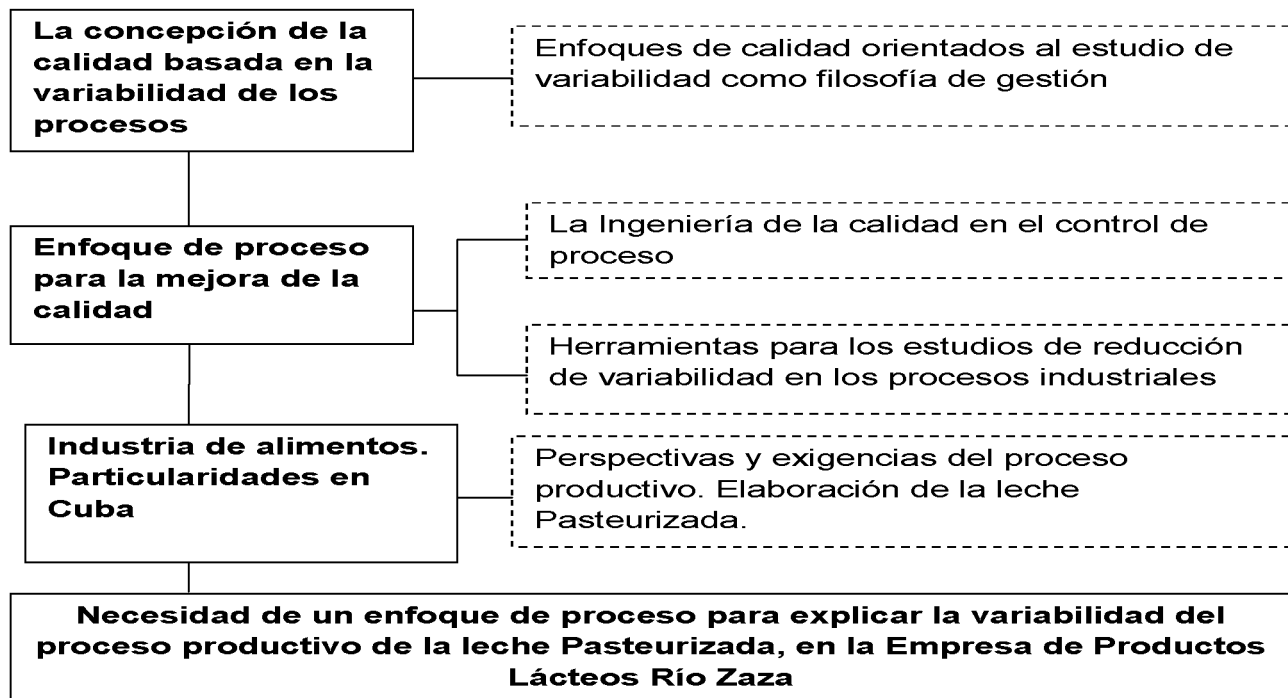 La concepción de la
calidad basada en la
variabilidad de los
procesos
Enfoques de calidad orientados al estudio de
variabilidad como filosofía de gestión
Enfoque de proceso
para la mejora de la
calidad
La Ingeniería de la calidad en el control de
proceso
Herramientas para los estudios de reducción
de variabilidad en los procesos industriales
Industria de alimentos.
Particularidades en
Cuba
Perspectivas y exigencias del proceso
productivo. Elaboración de la leche
Pasteurizada.
Necesidad de un enfoque de proceso para explicar la variabilidad del
proceso productivo de la leche Pasteurizada, en la Empresa de Productos
Lácteos Río Zaza